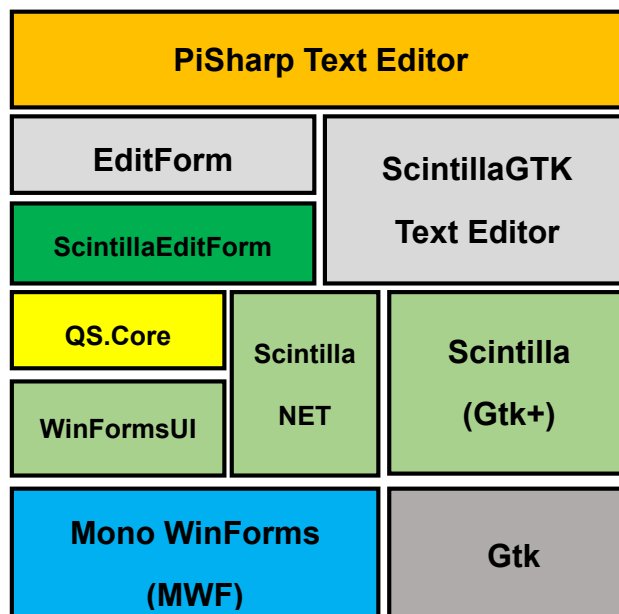 PiSharp Text Editor
EditForm
ScintillaGTK
Text Editor
ScintillaEditForm
QS.Core
Scintilla
NET
Scintilla
(Gtk+)
WinFormsUI
Mono WinForms
(MWF)
Gtk